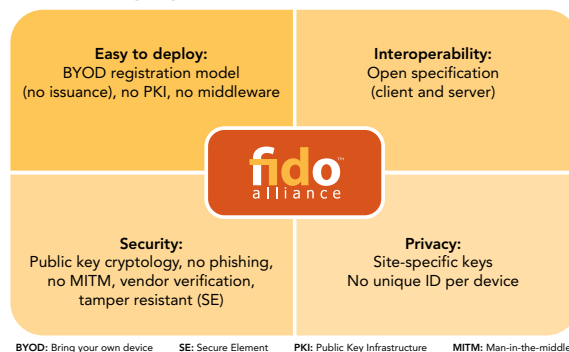 Easy to deploy:
BYOD registration model
(no issuance), no PKI, no middleware
Interoperability:
Open specification
(client and server)
fido™
alliance
Security:
Public key cryptology, no phishing,
no MITM, vendor verification,
tamper resistant (SE)
Privacy:
Site-specific keys
No unique ID per device
BYOD: Bring your own device SE: Secure Element PKI: Public Key Infrastructure MITM: Man-in-the-middle